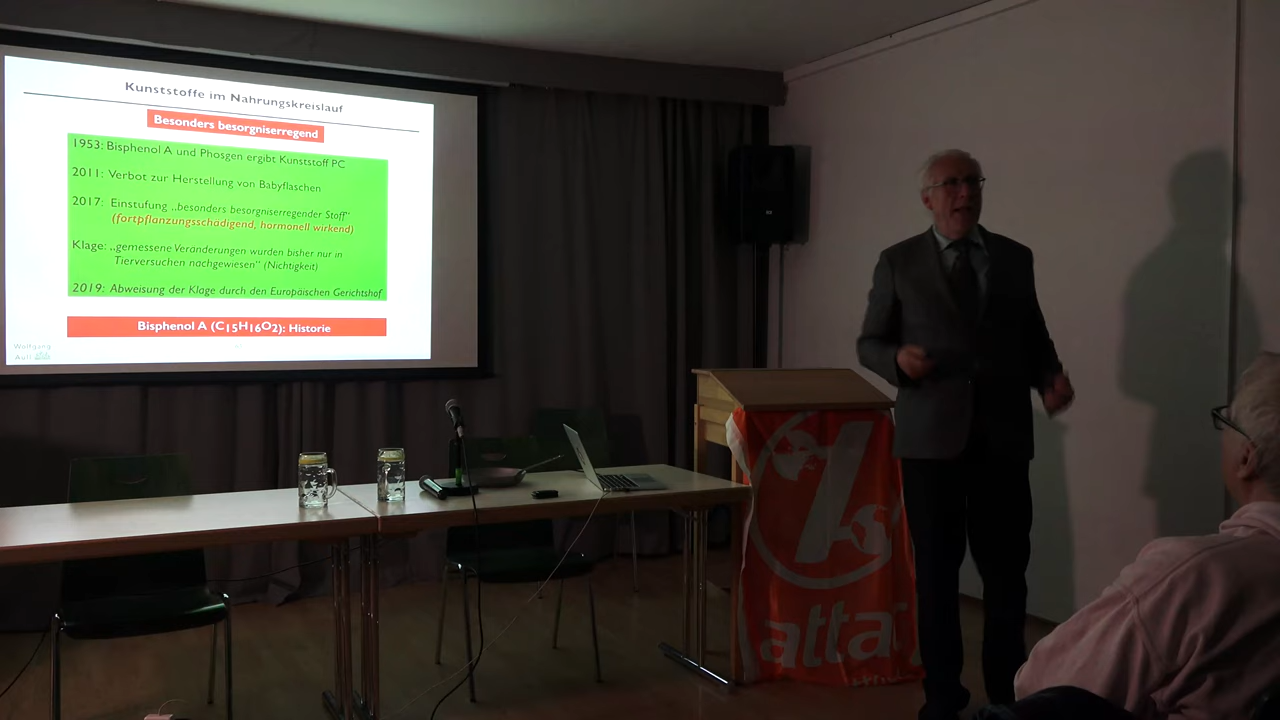 Kunststoffe im Nahrungskreislauf
Besonders besorgniserregend
1953: Bisphenol A und Phosgen ergibt Kunststoff PC
2011: Verbot zur Herstellung von Babyflaschen
2017: Einstufung „besonders besorgniserregender Stoff“
(fortpflanzungsschädigend, hormonell wirkend)
Klage: „gemessene Veränderungen wurden bisher nur in
Tierversuchen nachgewiesen“ (Nichtigkeit)
2019: Abweisung der Klage durch den Europäischen Gerichtshof
Bisphenol A (C15H16O2): Historie
Wolfgang
attac